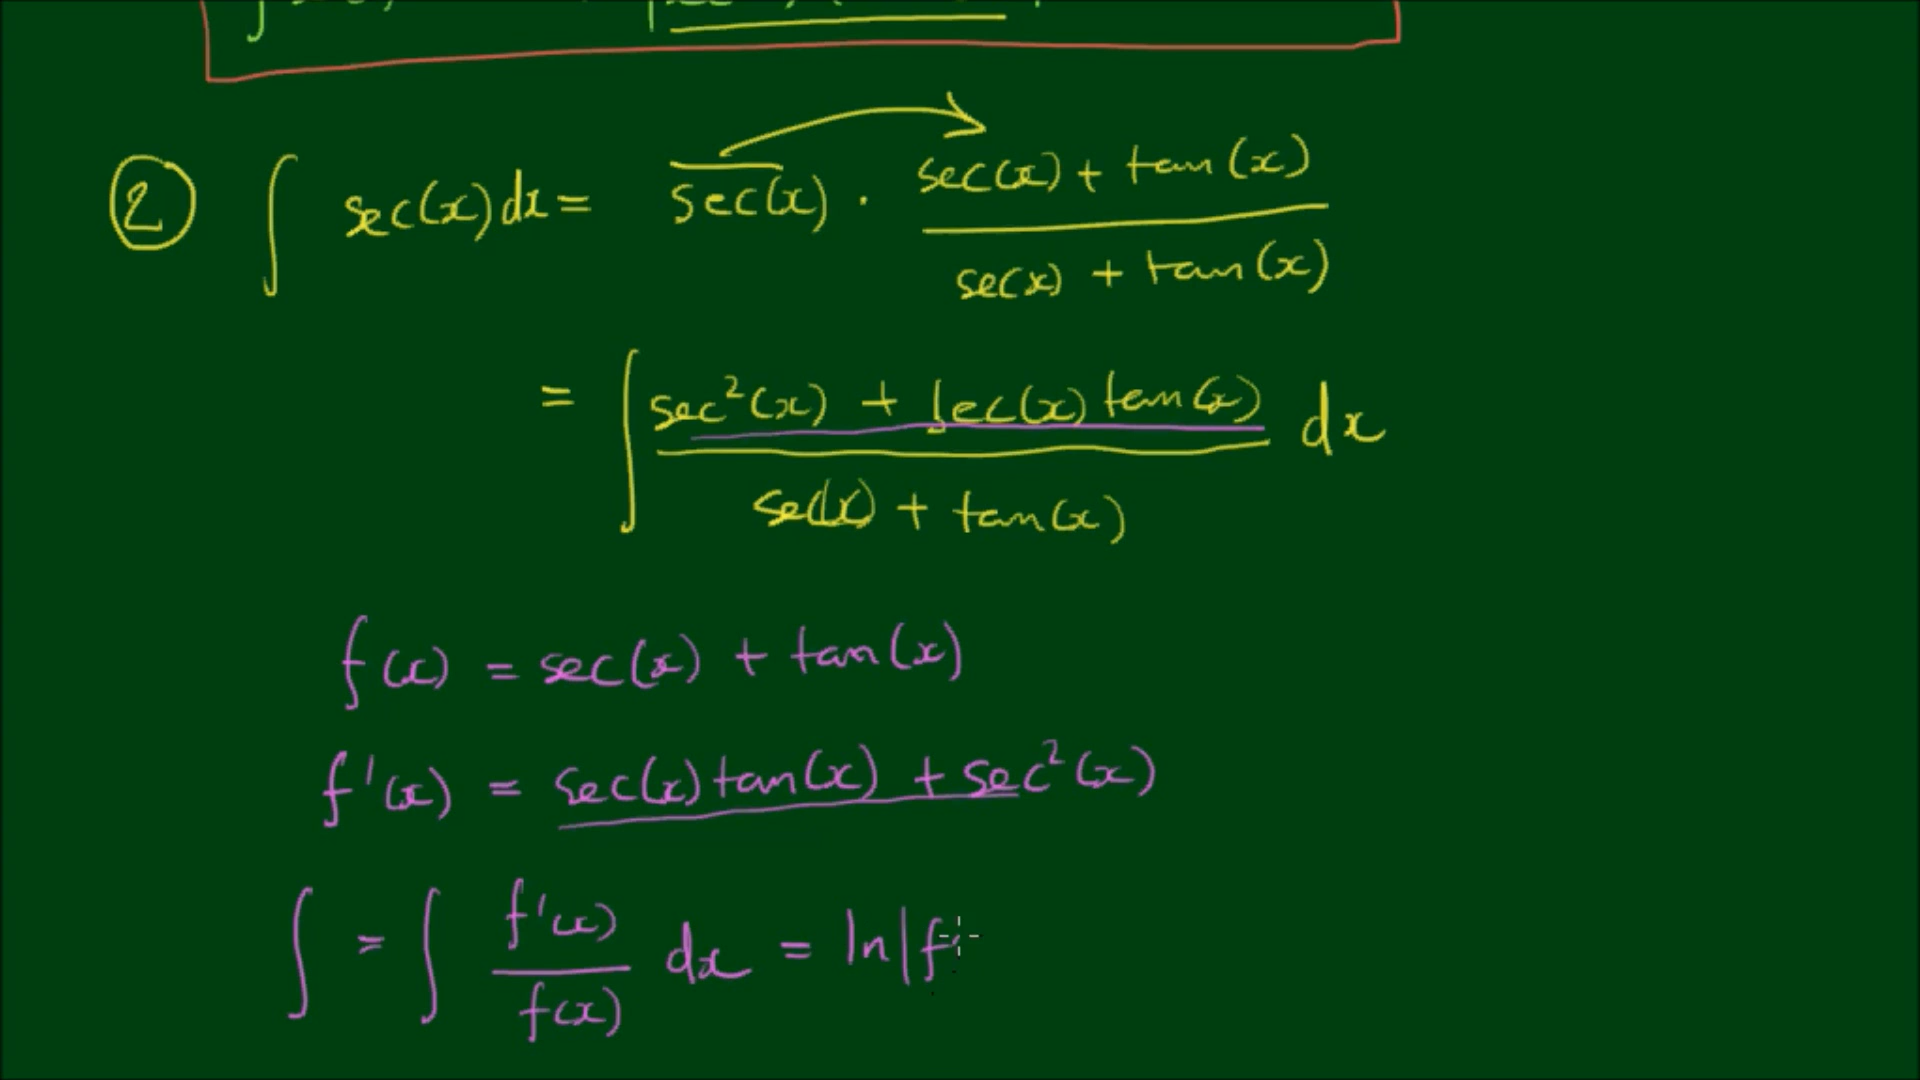 ② ∫ sec(x)dx = sec(x) · sec(x) + tan(x) / sec(x) + tan(x)
= ∫ sec²(x) + sec(x)tan(x) / sec(x) + tan(x) dx
f(x) = sec(x) + tan(x)
f'(x) = sec(x)tan(x) + sec²(x)
∫ = ∫ f'(x) / f(x) dx = ln|f